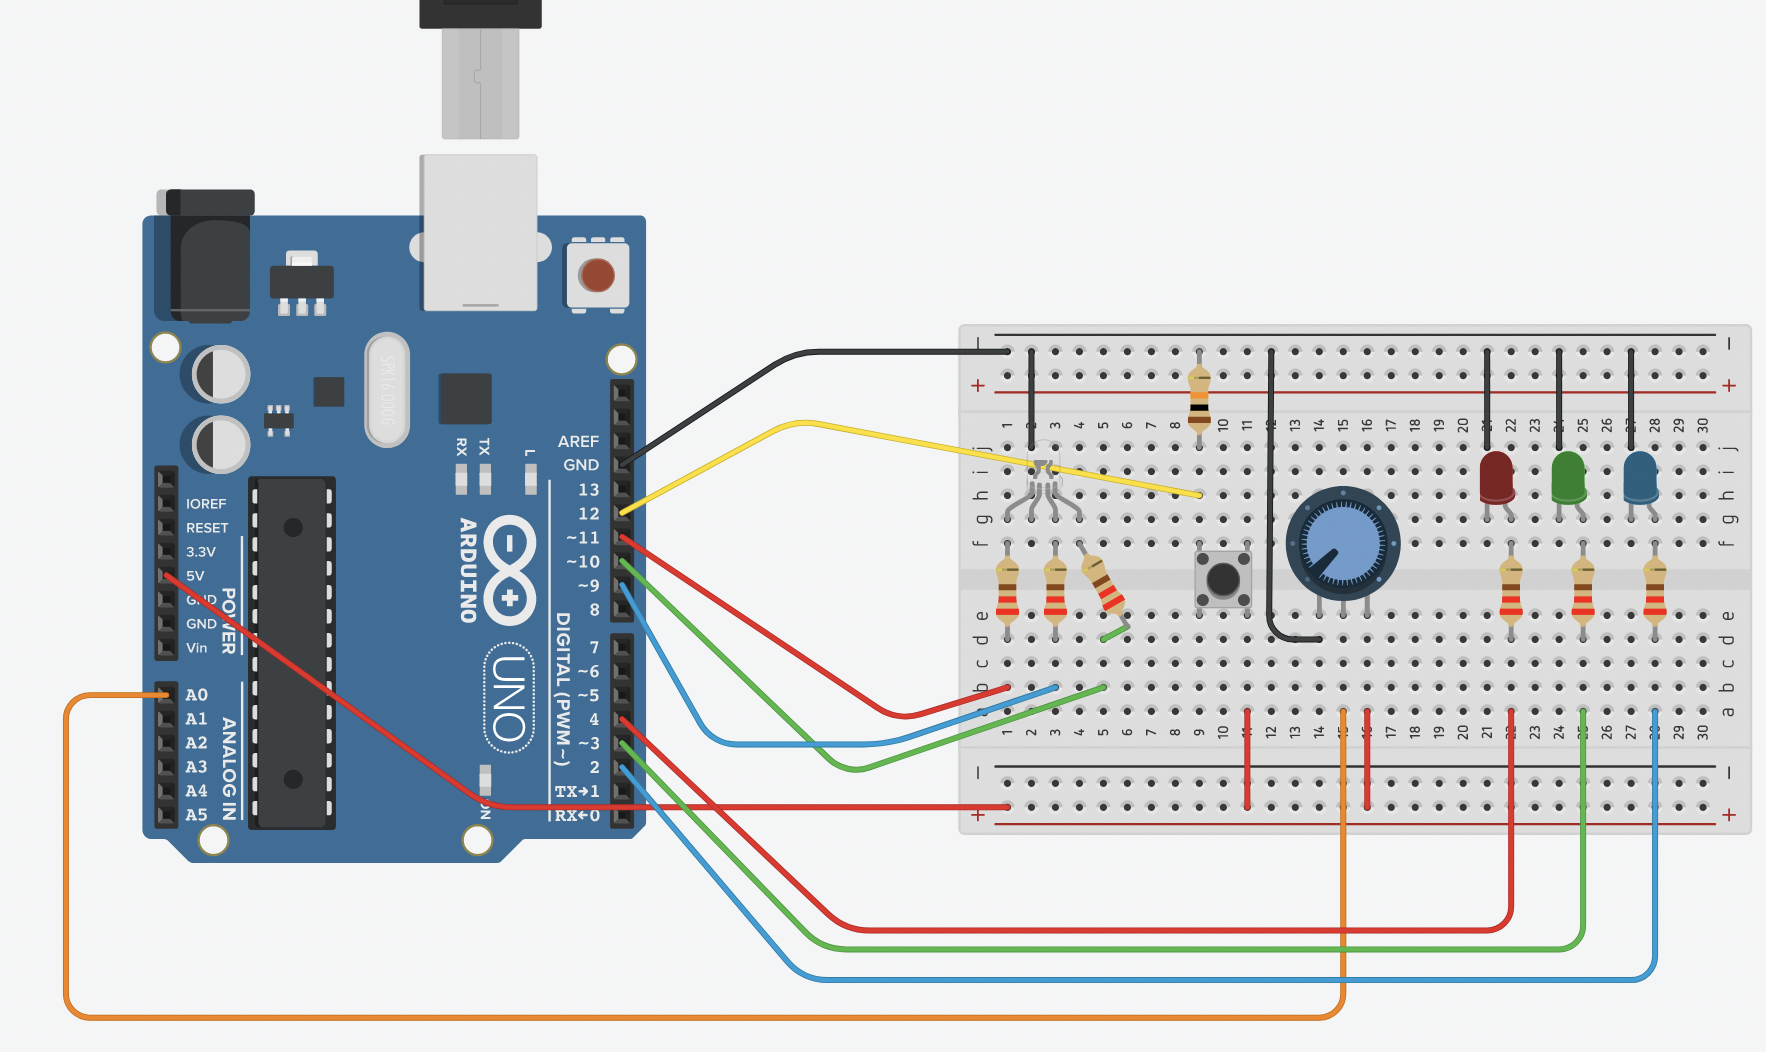 SPK16.000G
RX
TX
L
AREF
GND
13
12
~11
~10
~9
8
7
~6
~5
4
~3
2
TX→1
RX←0
DIGITAL (PWM~)
ARDUINO
UNO
ON
IOREF
RESET
3.3V
5V
GND
GND
Vin
POWER
A0
A1
A2
A3
A4
A5
ANALOG IN
− −
+ +
1 2 3 4 5 6 7 8 9 10 11 12 13 14 15 16 17 18 19 20 21 22 23 24 25 26 27 28 29 30
j j
i i
h h
g g
f f
e e
d d
c c
b b
a a
1 2 3 4 5 6 7 8 9 10 11 12 13 14 15 16 17 18 19 20 21 22 23 24 25 26 27 28 29 30
− −
+ +